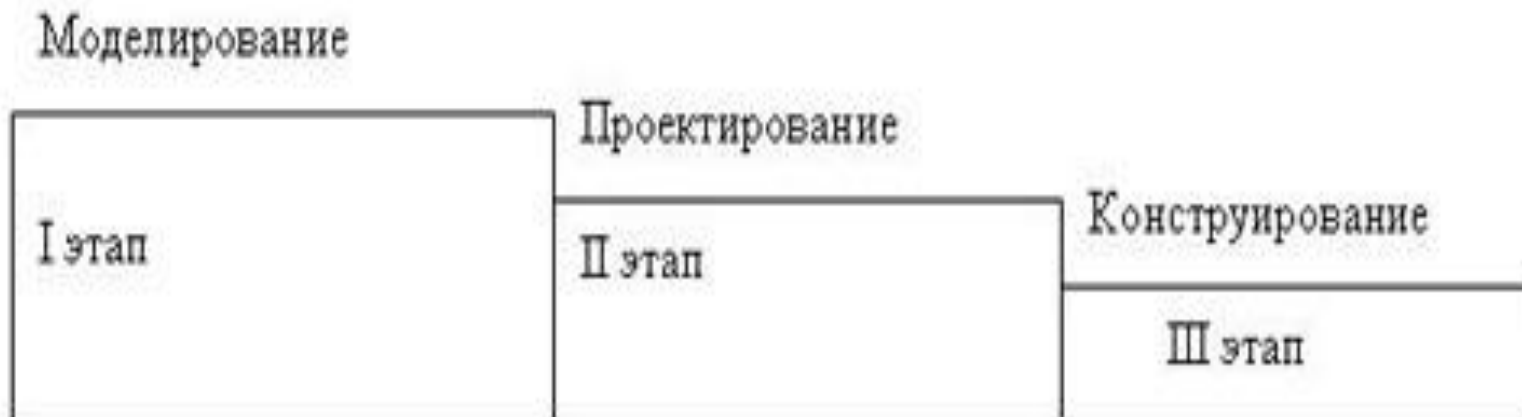 Моделирование
Проектирование
Конструирование
I этап
II этап
III этап